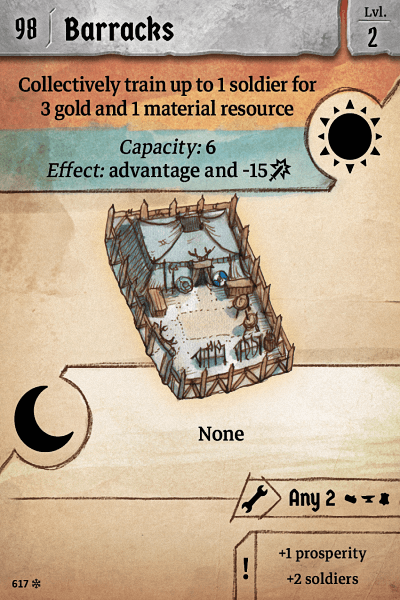 98 Barracks
Lvl.
2
Collectively train up to 1 soldier for
3 gold and 1 material resource
Capacity: 6
Effect: advantage and -15
None
Any 2
+1 prosperity
! +2 soldiers
617